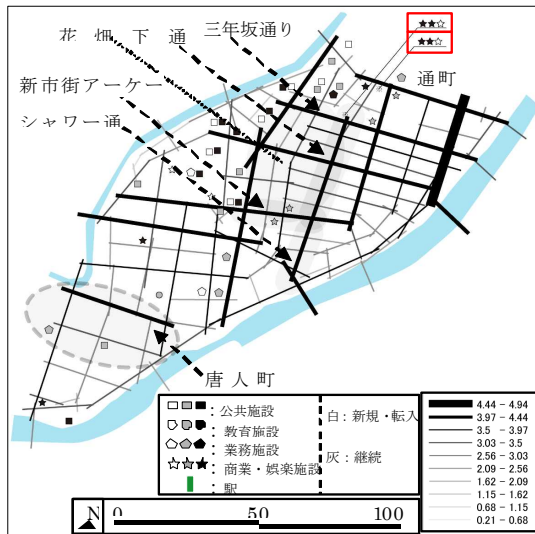 ★★☆
★★☆
花 畑 下 通
三年坂通り
通町
新市街アーケー
シャワー通
唐人町
□■■：公共施設
：教育施設
：業務施設
☆★★：商業・娯楽施設
：駅
白：新規・転入
灰：継続
4.44 – 4.94
3.97 – 4.44
3.5 – 3.97
3.03 – 3.5
2.56 – 3.03
2.09 – 2.56
1.62 – 2.09
1.15 – 1.62
0.68 – 1.15
0.21 – 0.68
N 0 50 100